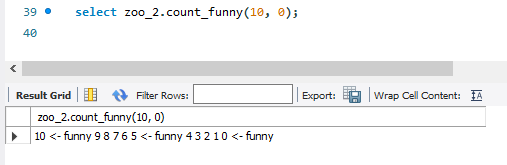 39 select zoo_2.count_funny(10, 0);
40
Result Grid Filter Rows: Export: Wrap Cell Content: IA
zoo_2.count_funny(10, 0)
10 <- funny 9 8 7 6 5 <- funny 4 3 2 1 0 <- funny